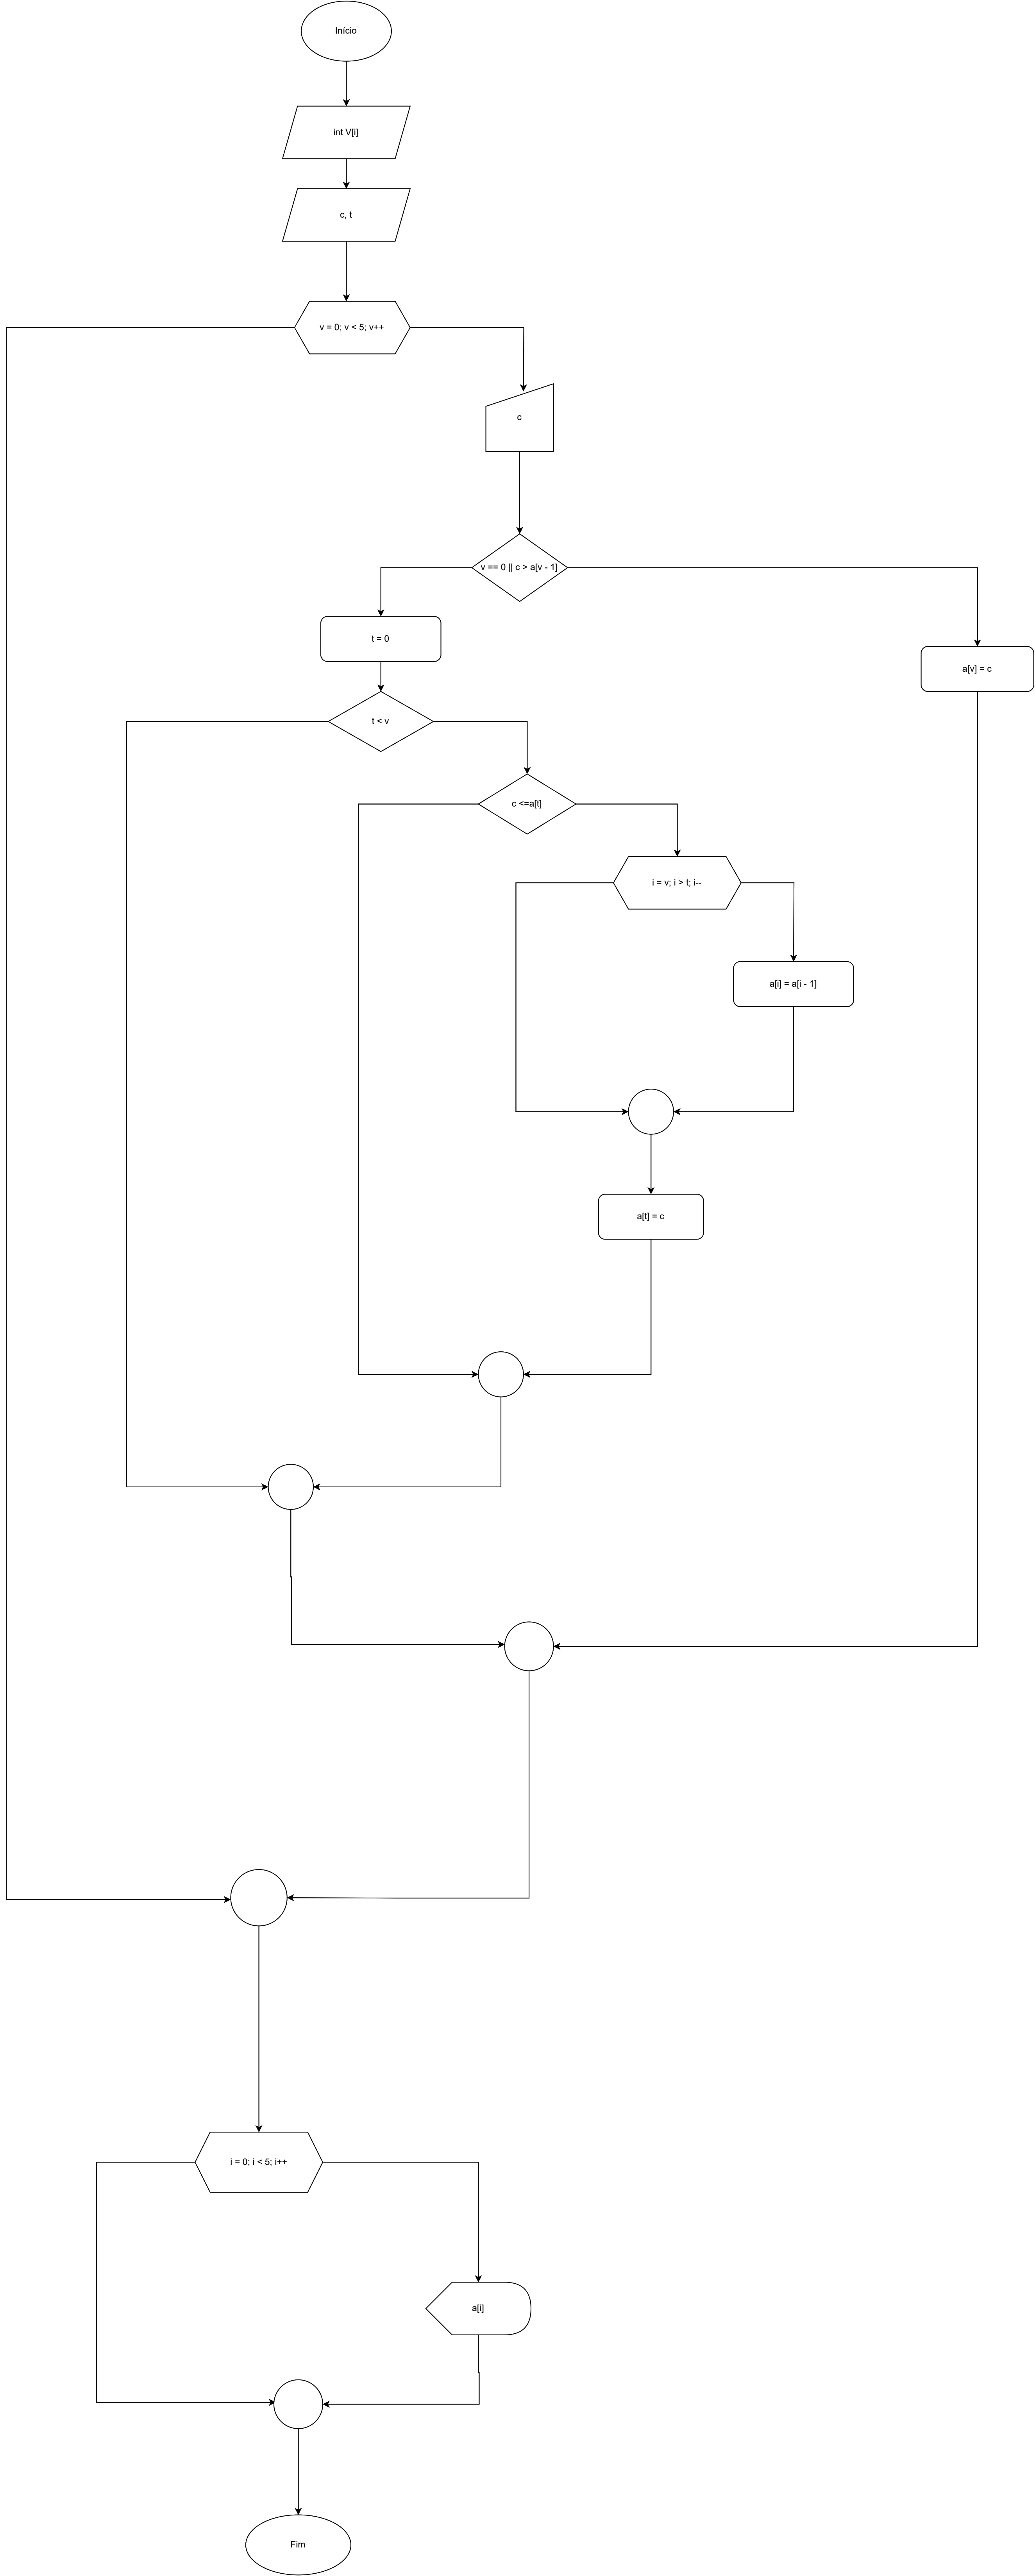 Início
int V[i]
c, t
v = 0; v < 5; v++
c
v == 0 || c > a[v - 1]
t = 0
a[v] = c
t < v
c <=a[t]
i = v; i > t; i--
a[i] = a[i - 1]
a[t] = c
i = 0; i < 5; i++
a[i]
Fim